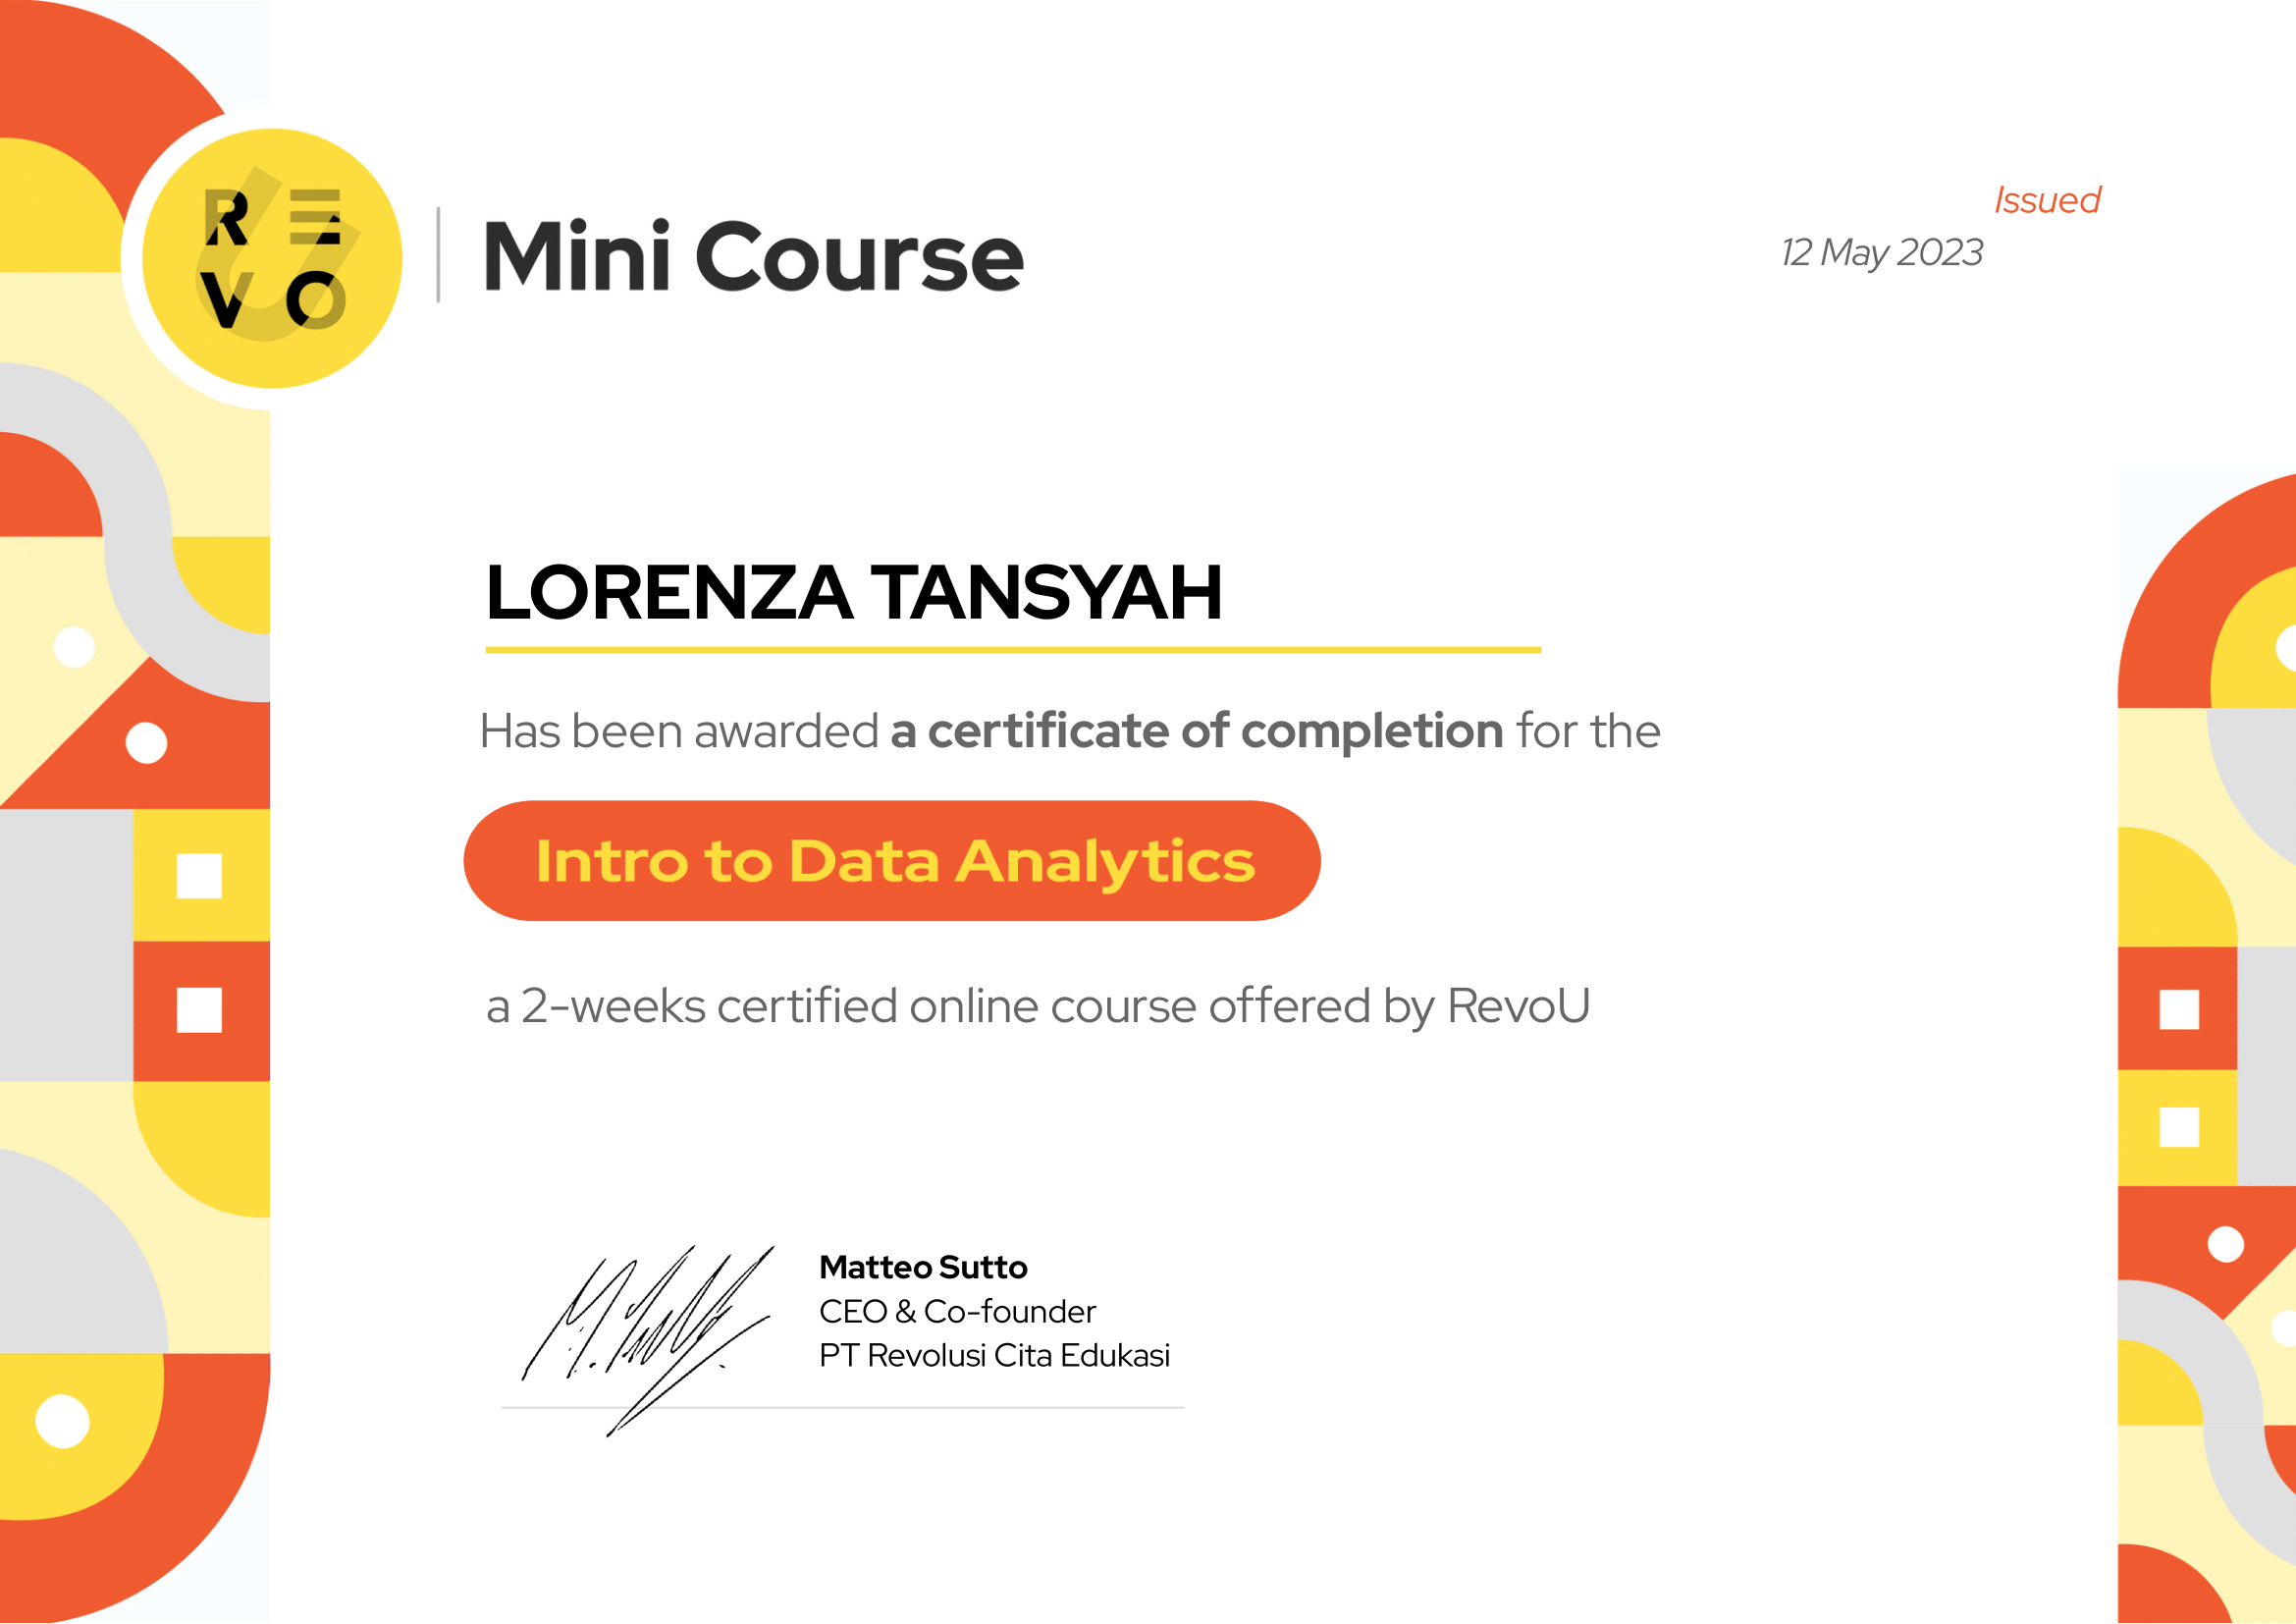 REVO
U
Mini Course
Issued
12 May 2023
LORENZA TANSYAH
Has been awarded a certificate of completion for the
Intro to Data Analytics
a 2-weeks certified online course offered by RevoU
Matteo Sutto
CEO & Co-founder
PT Revolusi Cita Edukasi